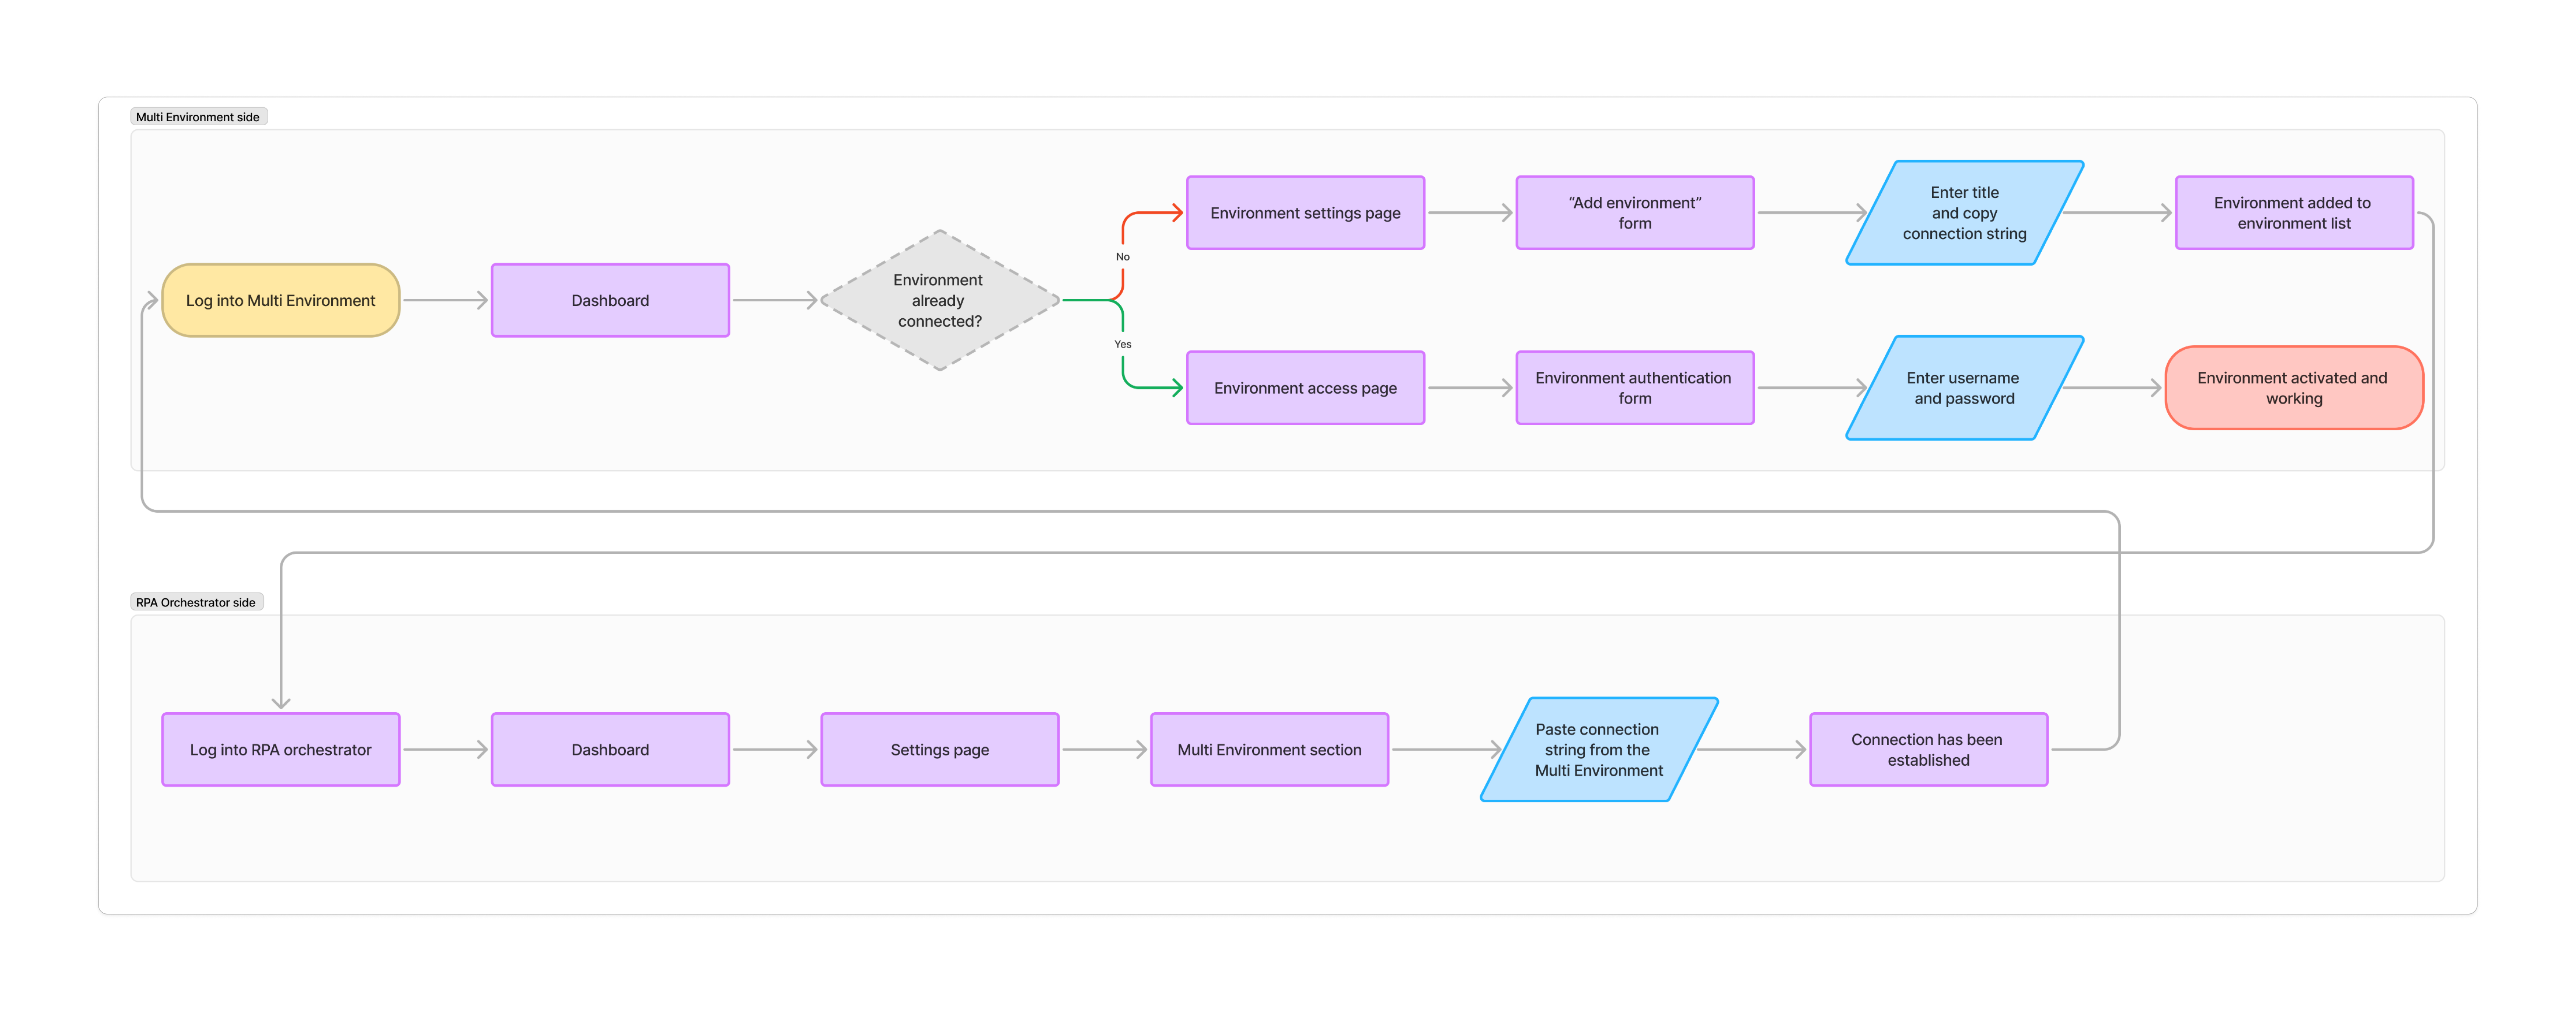 Multi Environment side
Log into Multi Environment
Dashboard
Environment
already
connected?
No
Environment settings page
“Add environment”
form
Enter title
and copy
connection string
Environment added to
environment list
Yes
Environment access page
Environment authentication
form
Enter username
and password
Environment activated and
working
RPA Orchestrator side
Log into RPA orchestrator
Dashboard
Settings page
Multi Environment section
Paste connection
string from the
Multi Environment
Connection has been
established